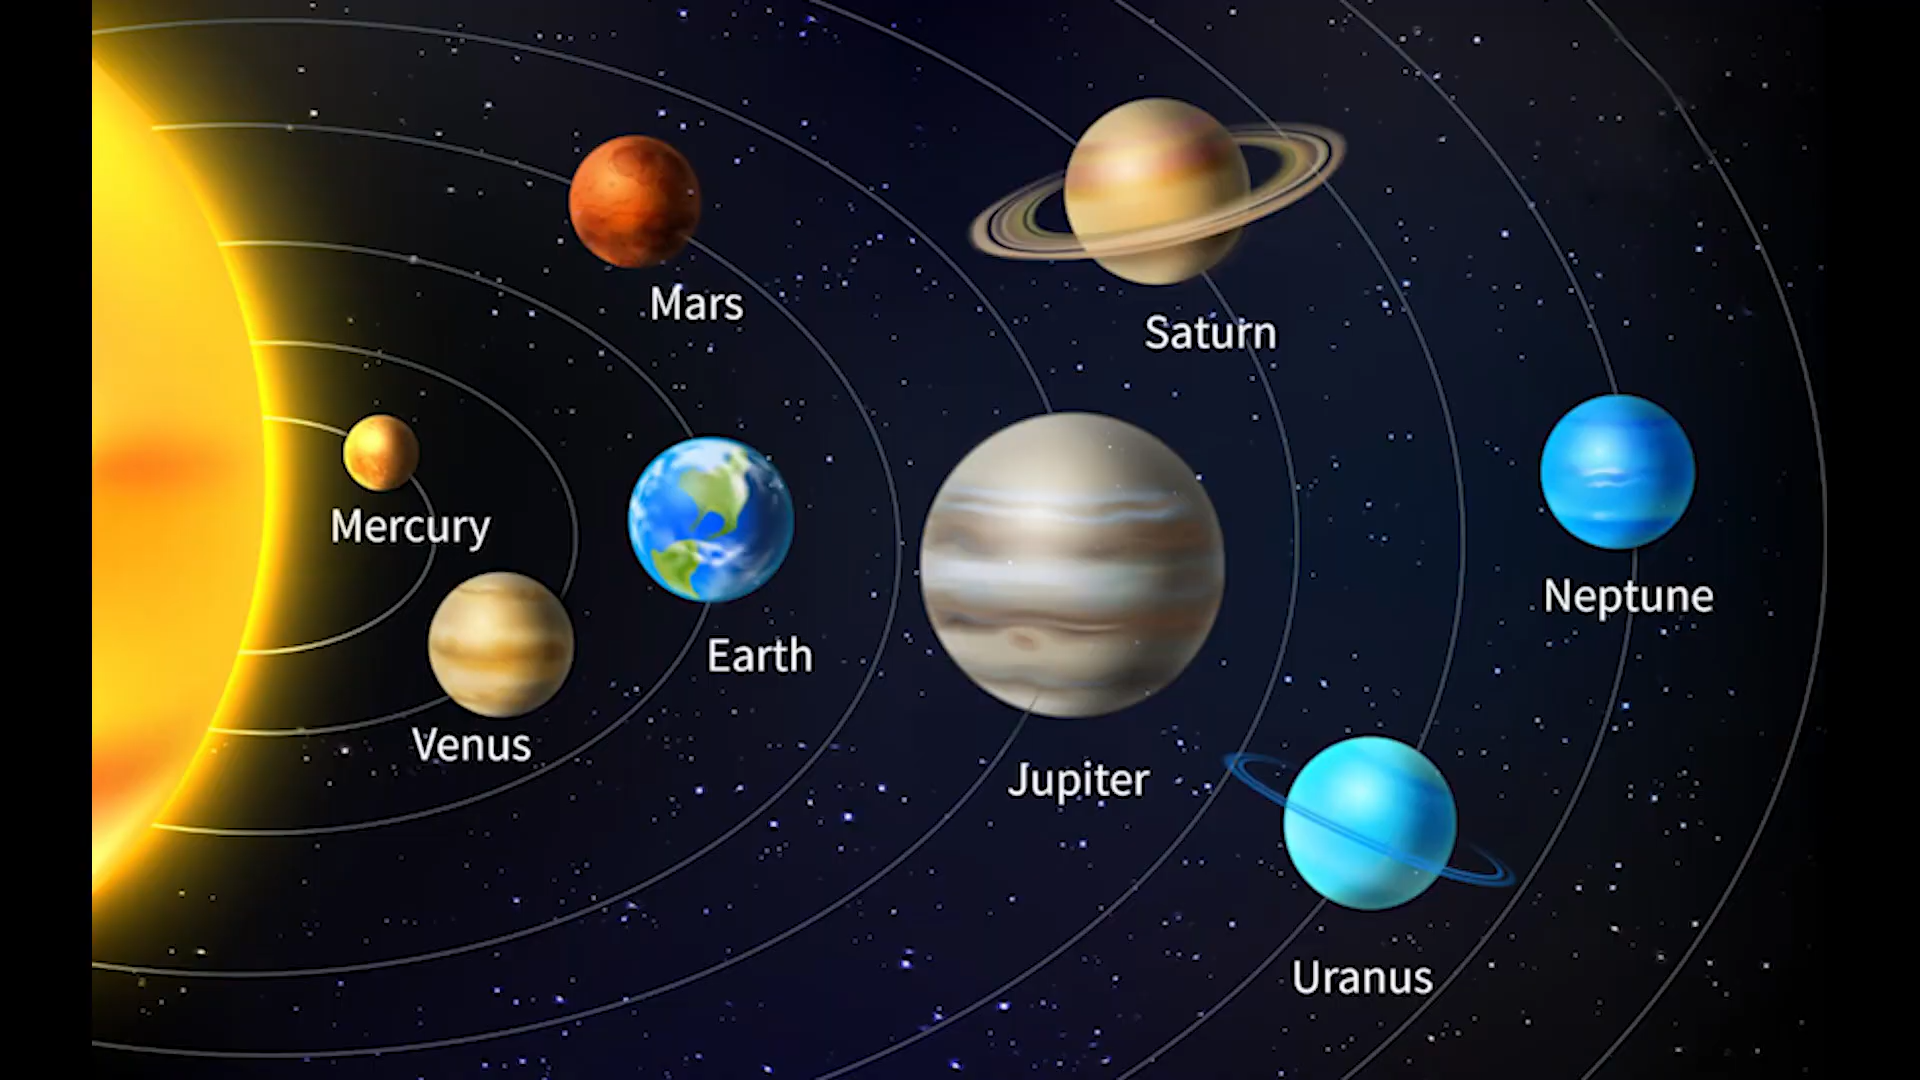 Mars
Saturn
Mercury
Neptune
Earth
Venus
Jupiter
Uranus